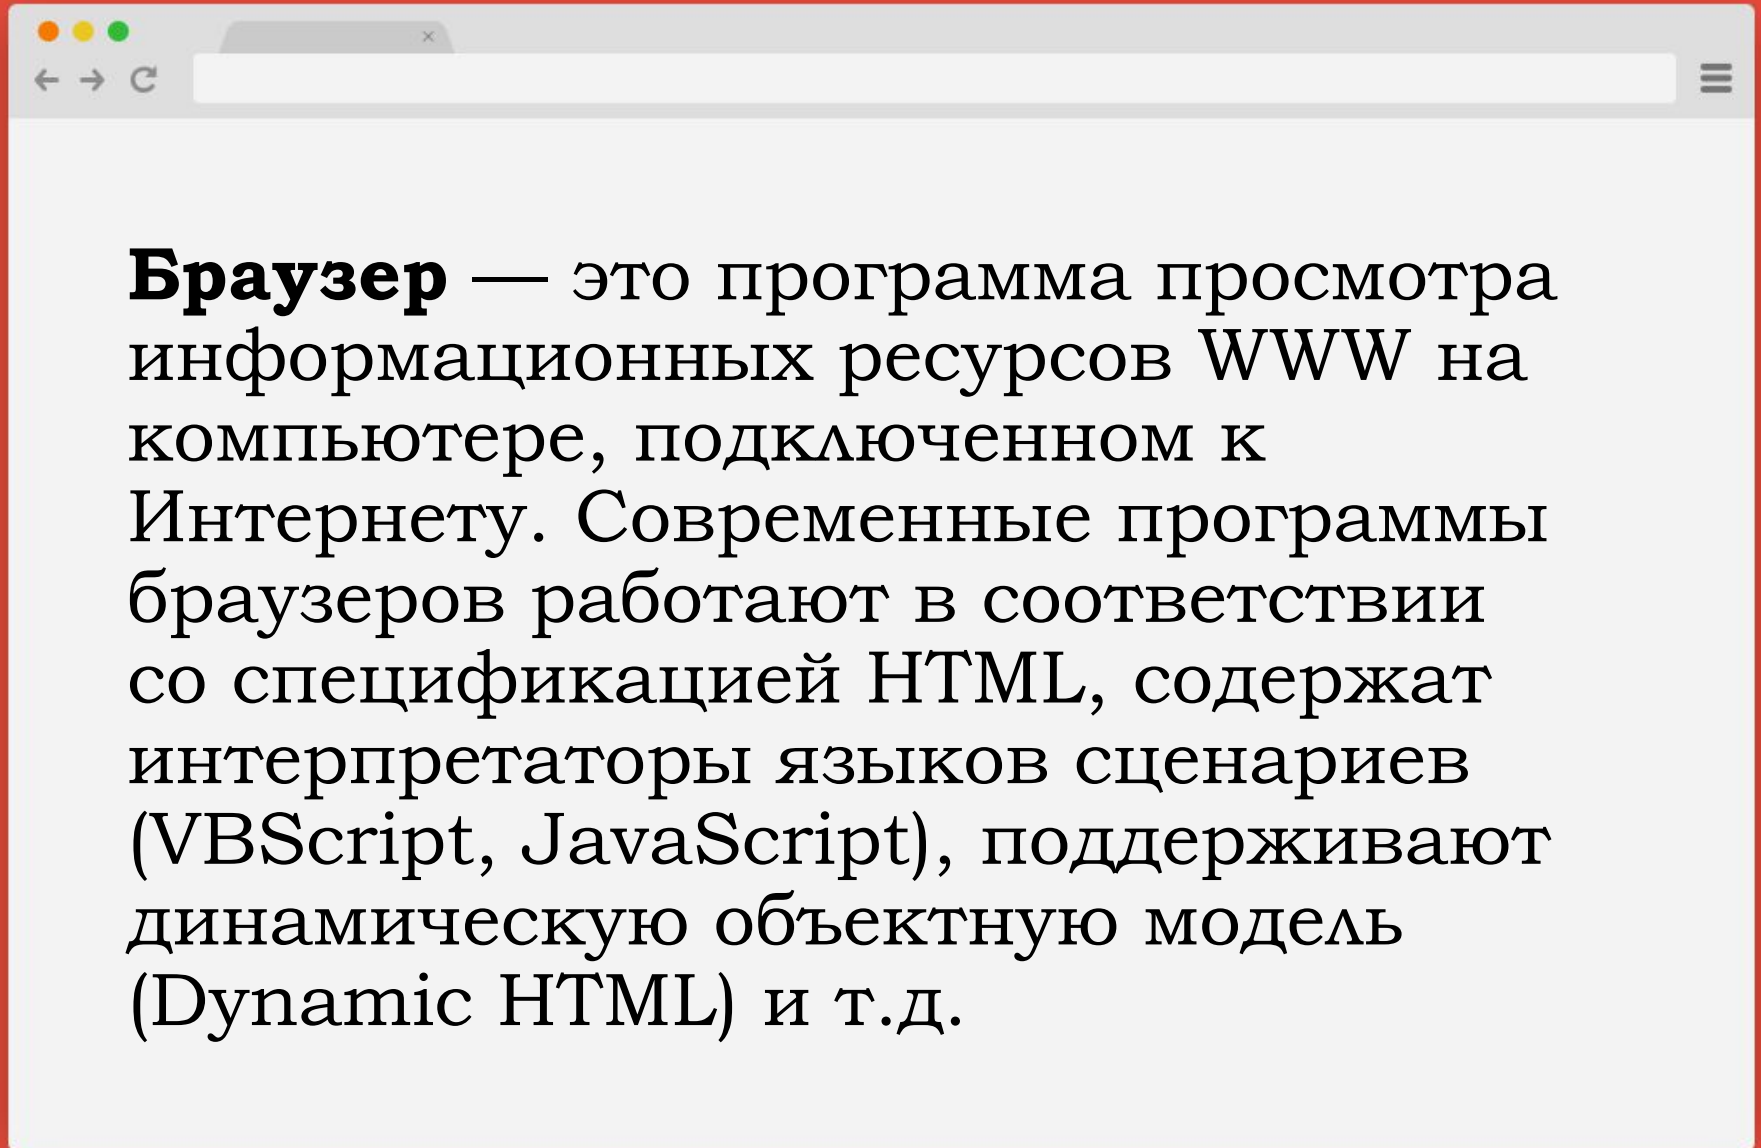 Браузер — это программа просмотра
информационных ресурсов WWW на
компьютере, подключенном к
Интернету. Современные программы
браузеров работают в соответствии
со спецификацией HTML, содержат
интерпретаторы языков сценариев
(VBScript, JavaScript), поддерживают
динамическую объектную модель
(Dynamic HTML) и т.д.